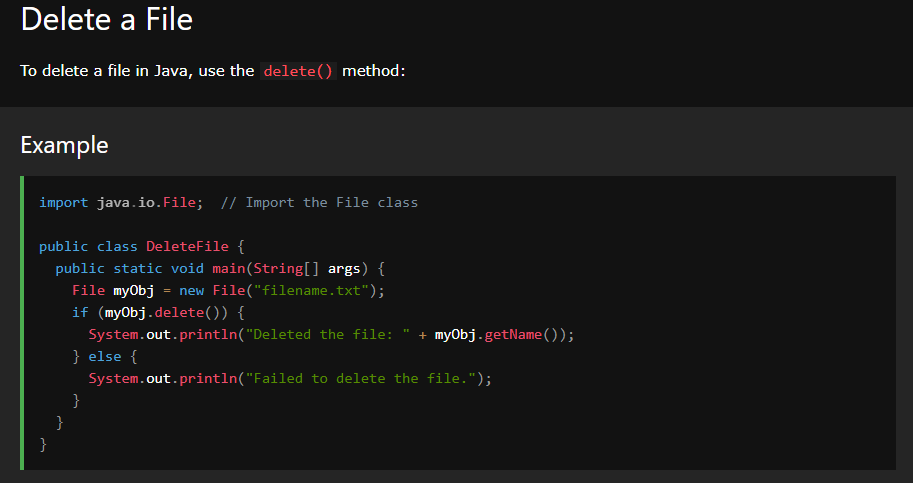 Delete a File
To delete a file in Java, use the delete() method:
Example
import java.io.File;  // Import the File class
public class DeleteFile {
  public static void main(String[] args) {
    File myObj = new File("filename.txt");
    if (myObj.delete()) {
      System.out.println("Deleted the file: " + myObj.getName());
    } else {
      System.out.println("Failed to delete the file.");
    }
  }
}